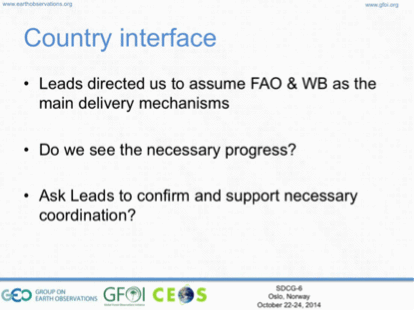 www.earthobservations.org
www.gfoi.org
Country interface
• Leads directed us to assume FAO & WB as the
main delivery mechanisms
• Do we see the necessary progress?
• Ask Leads to confirm and support necessary
coordination?
GEO GROUP ON
EARTH OBSERVATIONS
GFOI
CEOS
SDCG-6
Oslo, Norway
October 22-24, 2014